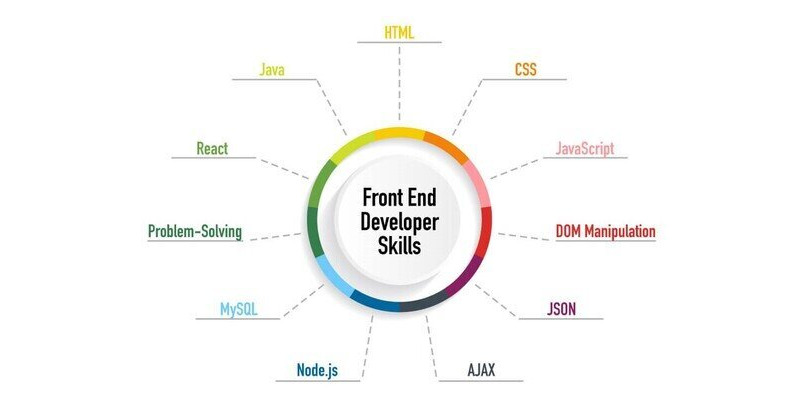 HTML
Java
CSS
React
JavaScript
Front End
Developer
Skills
Problem-Solving
DOM Manipulation
MySQL
JSON
Node.js
AJAX